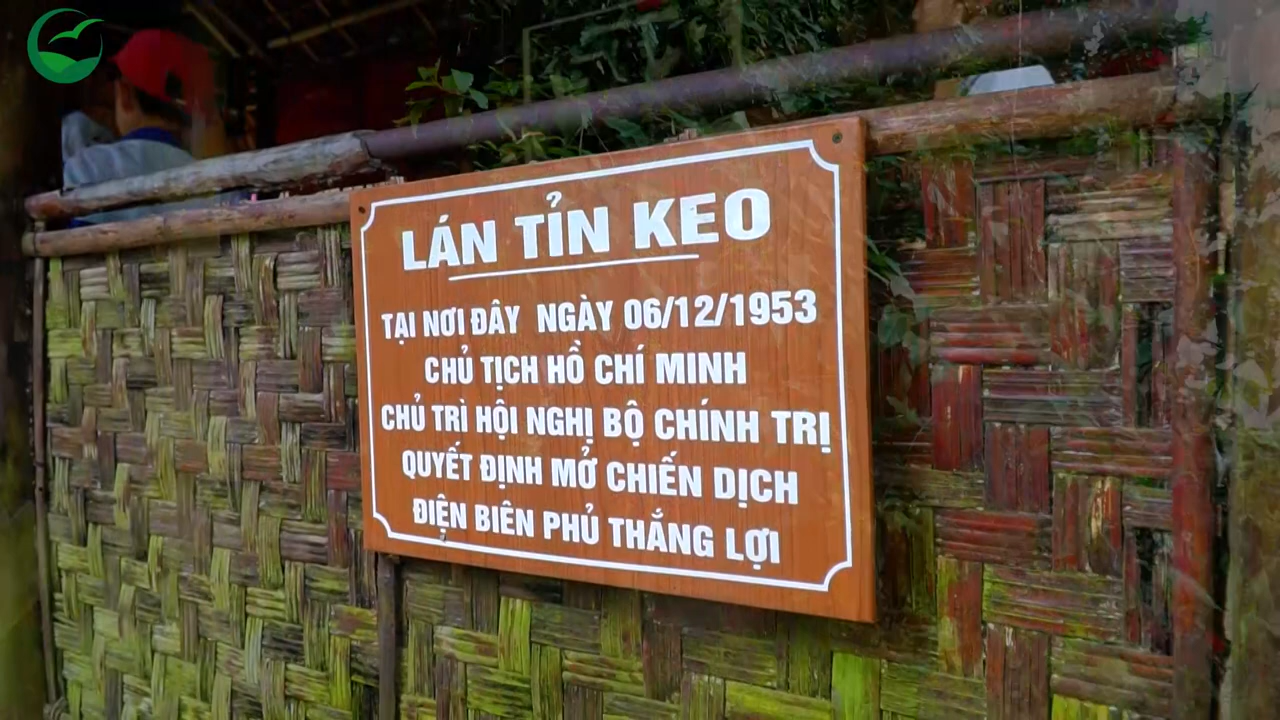 LÁN TỈN KEO
TẠI NƠI ĐÂY NGÀY 06/12/1953
CHỦ TỊCH HỒ CHÍ MINH
CHỦ TRÌ HỘI NGHỊ BỘ CHÍNH TRỊ
QUYẾT ĐỊNH MỞ CHIẾN DỊCH
ĐIỆN BIÊN PHỦ THẮNG LỢI